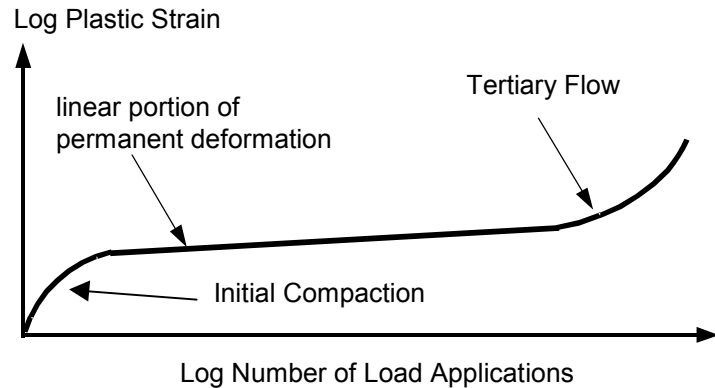 Log Plastic Strain
Tertiary Flow
linear portion of
permanent deformation
Initial Compaction
Log Number of Load Applications